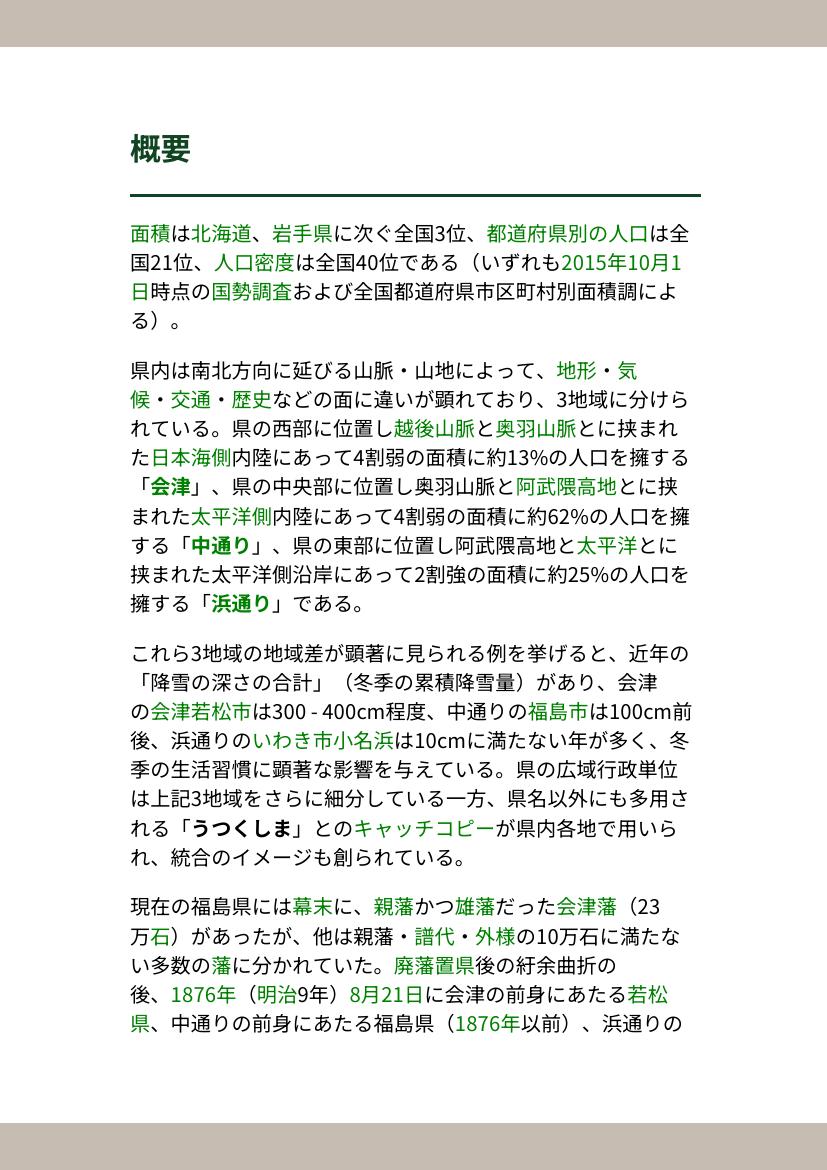 概要
面積は北海道、岩手県に次ぐ全国3位、都道府県別の人口は全
国21位、人口密度は全国40位である（いずれも2015年10月1
日時点の国勢調査および全国都道府県市区町村別面積調によ
る）。
県内は南北方向に延びる山脈・山地によって、地形・気
候・交通・歴史などの面に違いが顕れており、3地域に分けら
れている。県の西部に位置し越後山脈と奥羽山脈とに挟まれ
た日本海側内陸にあって4割弱の面積に約13%の人口を擁する
「会津」、県の中央部に位置し奥羽山脈と阿武隈高地とに挟
まれた太平洋側内陸にあって4割弱の面積に約62%の人口を擁
する「中通り」、県の東部に位置し阿武隈高地と太平洋とに
挟まれた太平洋側沿岸にあって2割強の面積に約25%の人口を
擁する「浜通り」である。
これら3地域の地域差が顕著に見られる例を挙げると、近年の
「降雪の深さの合計」（冬季の累積降雪量）があり、会津
の会津若松市は300 - 400cm程度、中通りの福島市は100cm前
後、浜通りのいわき市小名浜は10cmに満たない年が多く、冬
季の生活習慣に顕著な影響を与えている。県の広域行政単位
は上記3地域をさらに細分している一方、県名以外にも多用さ
れる「うつくしま」とのキャッチコピーが県内各地で用いら
れ、統合のイメージも創られている。
現在の福島県には幕末に、親藩かつ雄藩だった会津藩（23
万石）があったが、他は親藩・譜代・外様の10万石に満たな
い多数の藩に分かれていた。廃藩置県後の紆余曲折の
後、1876年（明治9年）8月21日に会津の前身にあたる若松
県、中通りの前身にあたる福島県（1876年以前）、浜通りの